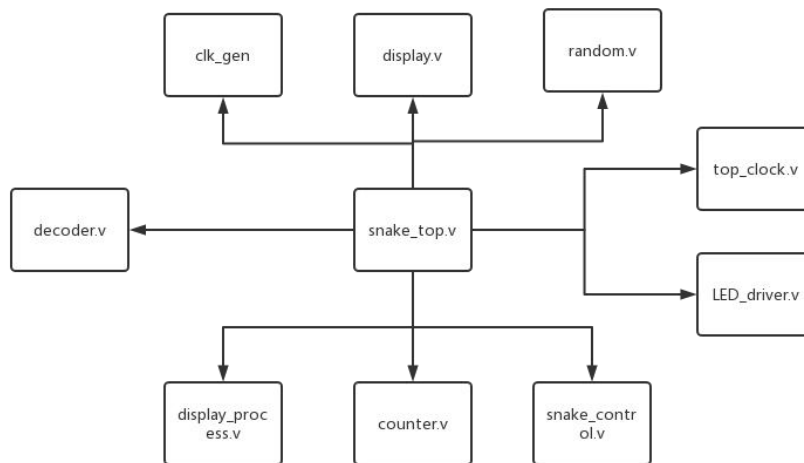 clk_gen
display.v
random.v
top_clock.v
decoder.v
snake_top.v
LED_driver.v
display_proc
ess.v
counter.v
snake_contr
ol.v